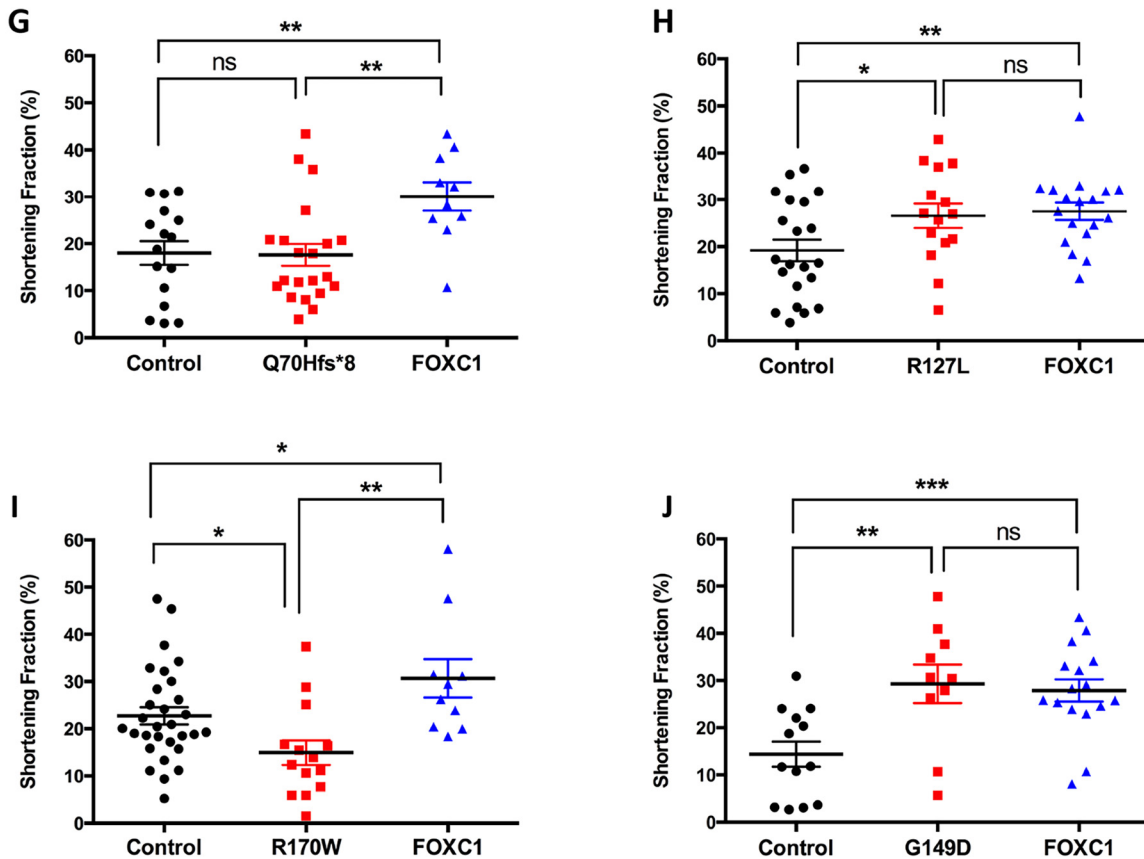 G
**
ns
**
60
50
40
30
20
10
0
Shortening Fraction (%)
Control Q70Hfs*8 FOXC1
H
**
*
ns
60
50
40
30
20
10
0
Shortening Fraction (%)
Control R127L FOXC1
I
*
**
*
60
50
40
30
20
10
0
Shortening Fraction (%)
Control R170W FOXC1
J
***
**
ns
60
50
40
30
20
10
0
Shortening Fraction (%)
Control G149D FOXC1